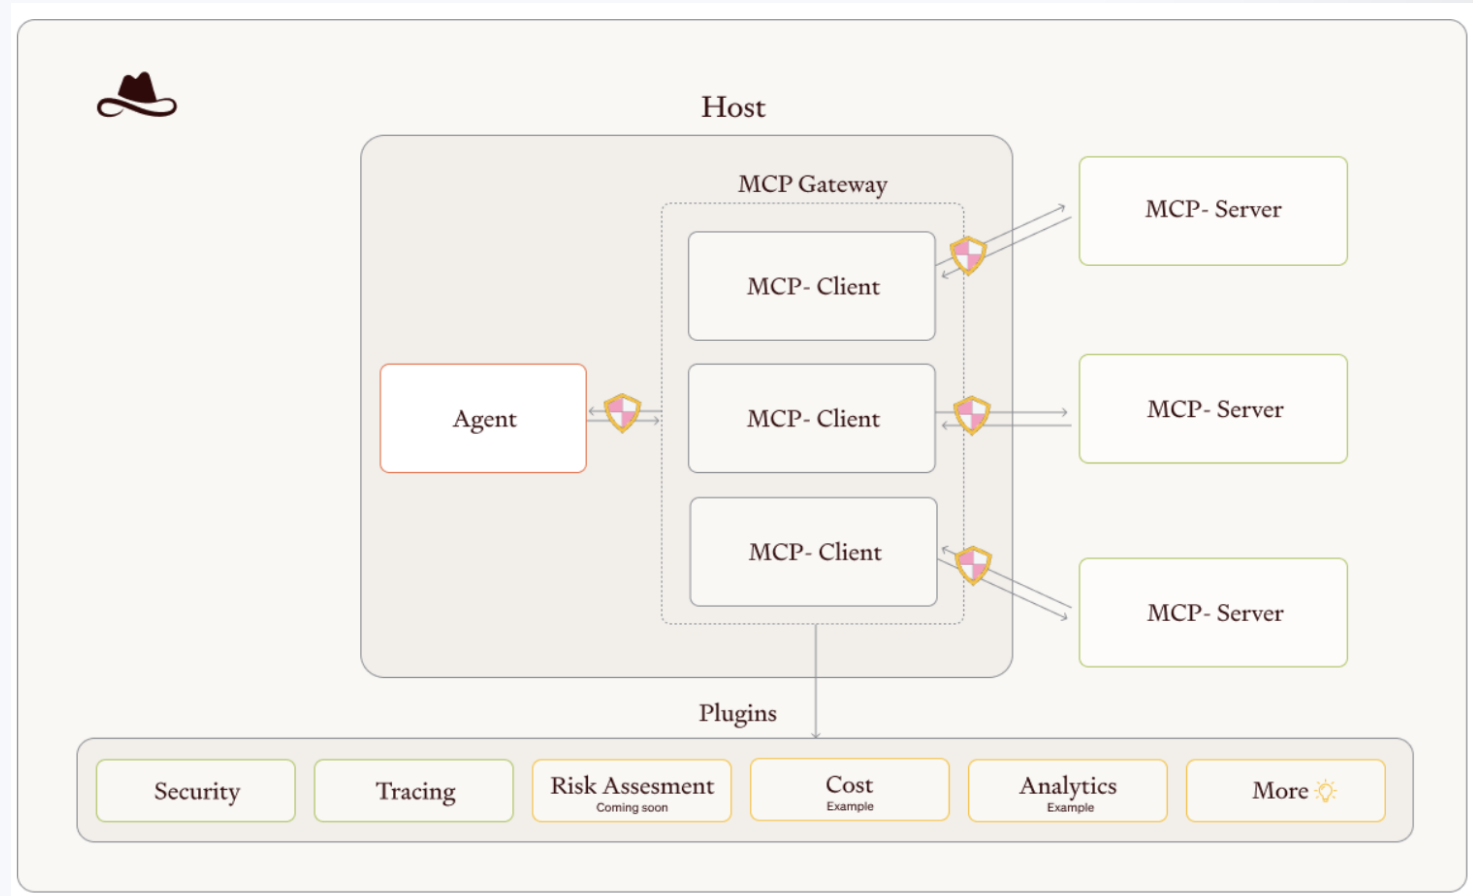 Host
MCP Gateway
MCP- Server
MCP- Client
Agent
MCP- Client
MCP- Server
MCP- Client
MCP- Server
Plugins
Security
Tracing
Risk Assesment
Coming soon
Cost
Example
Analytics
Example
More